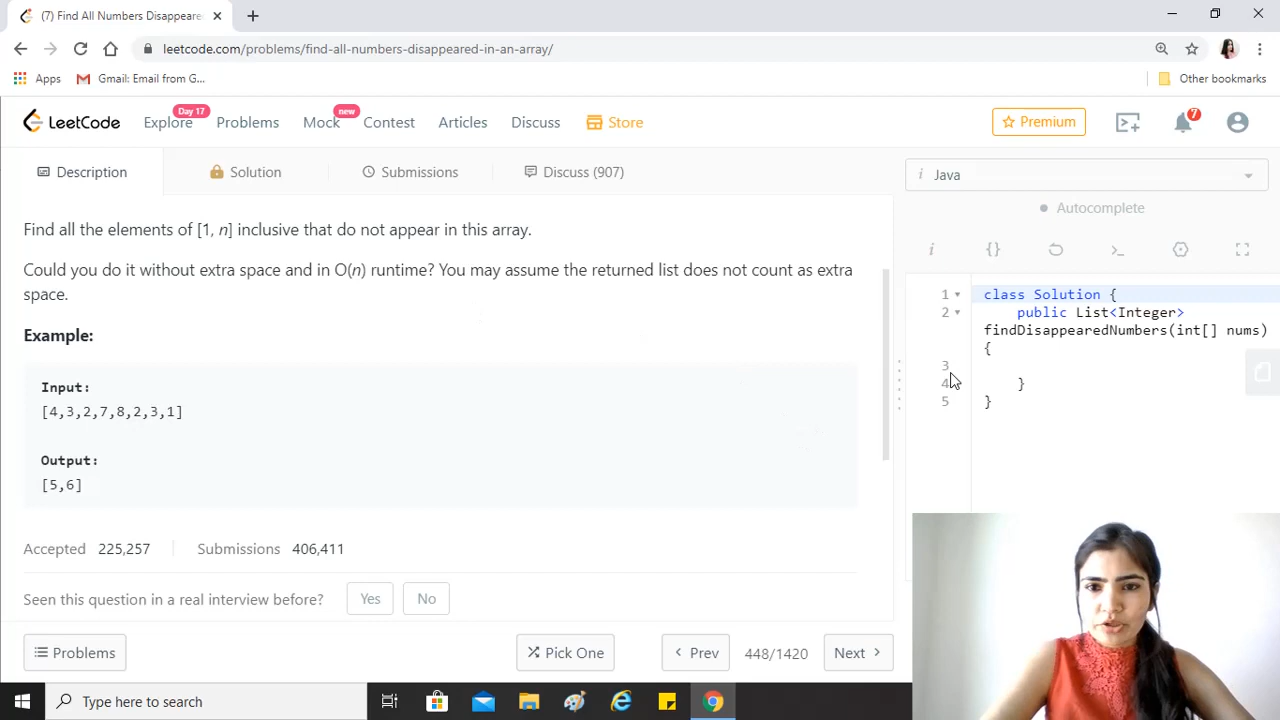 (7) Find All Numbers Disappeare
leetcode.com/problems/find-all-numbers-disappeared-in-an-array/
Apps Gmail: Email from G... Other bookmarks
LeetCode Explore Day 17 Problems Mock new Contest Articles Discuss Store Premium 7
Description Solution Submissions Discuss (907)
i Java
Autocomplete
i {}
Find all the elements of [1, n] inclusive that do not appear in this array.
Could you do it without extra space and in O(n) runtime? You may assume the returned list does not count as extra
space.
Example:
Input:
[4,3,2,7,8,2,3,1]
Output:
[5,6]
Accepted 225,257 Submissions 406,411
Seen this question in a real interview before? Yes No
Problems Pick One Prev 448/1420 Next
1 class Solution {
2 public List<Integer>
findDisappearedNumbers(int[] nums)
{
3
4 }
5 }
Type here to search